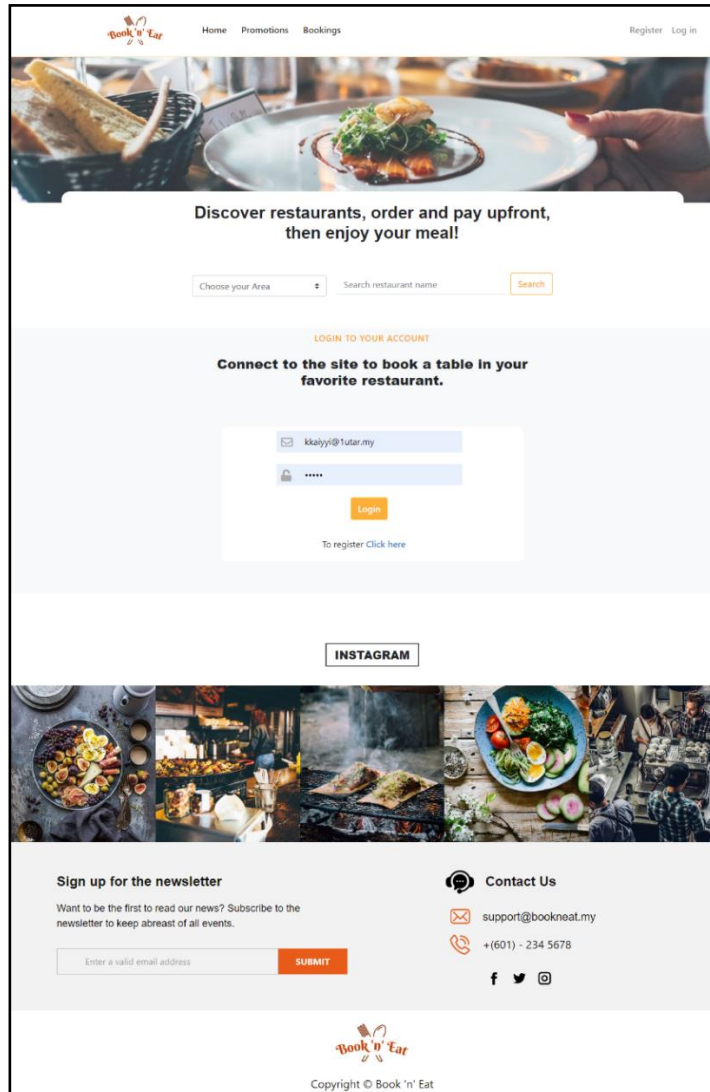 Book 'n' Eat
Home Promotions Bookings
Register Log in
Discover restaurants, order and pay upfront,
then enjoy your meal!
Choose your Area
Search restaurant name
Search
LOGIN TO YOUR ACCOUNT
Connect to the site to book a table in your
favorite restaurant.
kkaiyyi@1utar.my
•••••
Login
To register Click here
INSTAGRAM
Sign up for the newsletter
Want to be the first to read our news? Subscribe to the
newsletter to keep abreast of all events.
Enter a valid email address
SUBMIT
Contact Us
support@bookneat.my
+(601) - 234 5678
Book 'n' Eat
Copyright © Book 'n' Eat